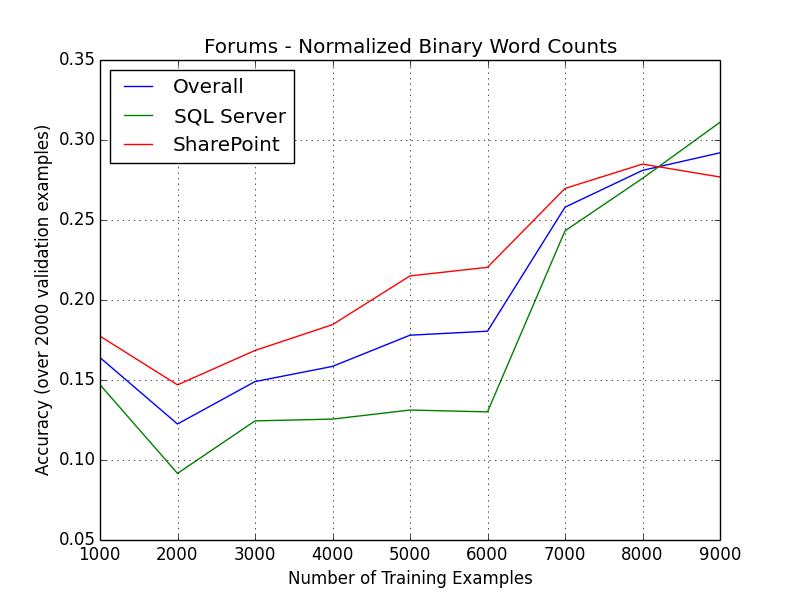 Forums - Normalized Binary Word Counts
0.35
0.30
0.25
0.20
0.15
0.10
0.05
Accuracy (over 2000 validation examples)
Overall
SQL Server
SharePoint
1000 2000 3000 4000 5000 6000 7000 8000 9000
Number of Training Examples